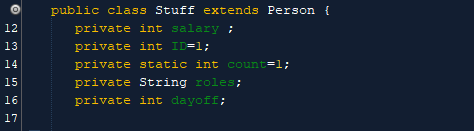 public class Stuff extends Person {
12 private int salary ;
13 private int ID=1;
14 private static int count=1;
15 private String roles;
16 private int dayoff;
17